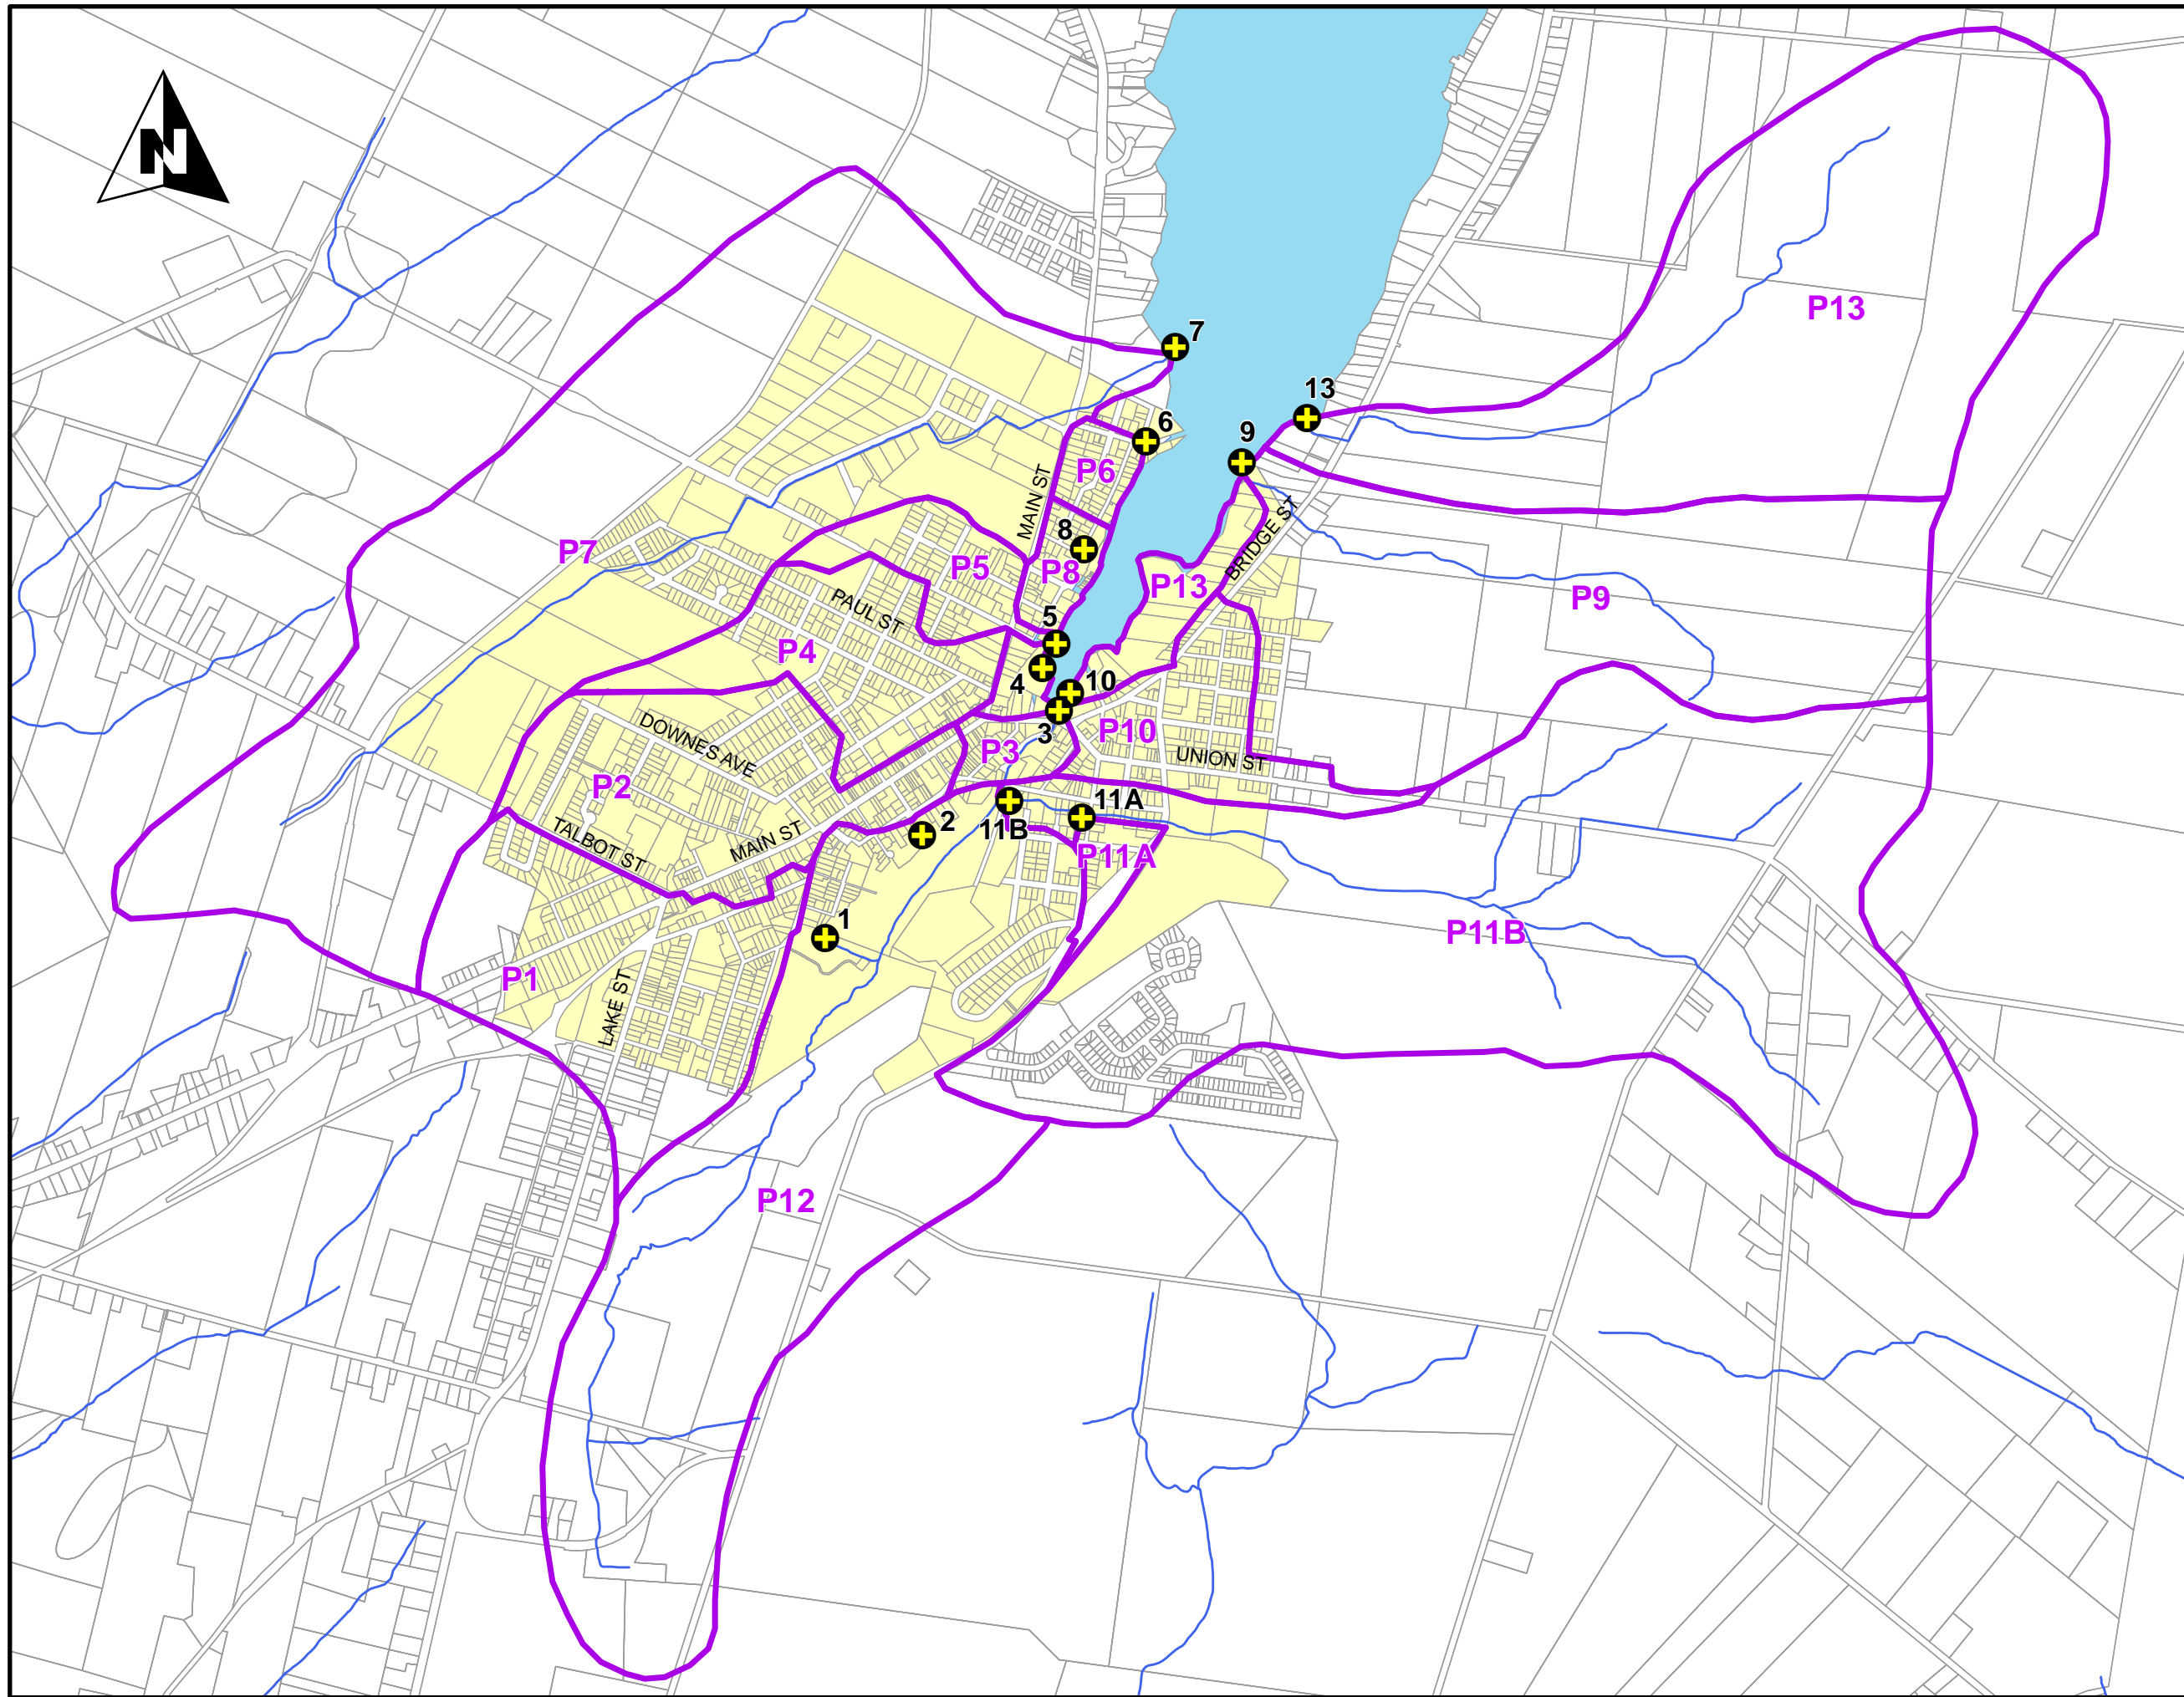 N
P13
7
13
6
9
P6
MAIN ST
8
P7
P5
P8
P13
BRIDGE ST
P9
PAUL ST
5
P4
4
10
DOWNES AVE
3
P3
P10
UNION ST
P2
11A
2
11B
TALBOT ST
MAIN ST
P11A
1
P11B
P1
LAKE ST
P12